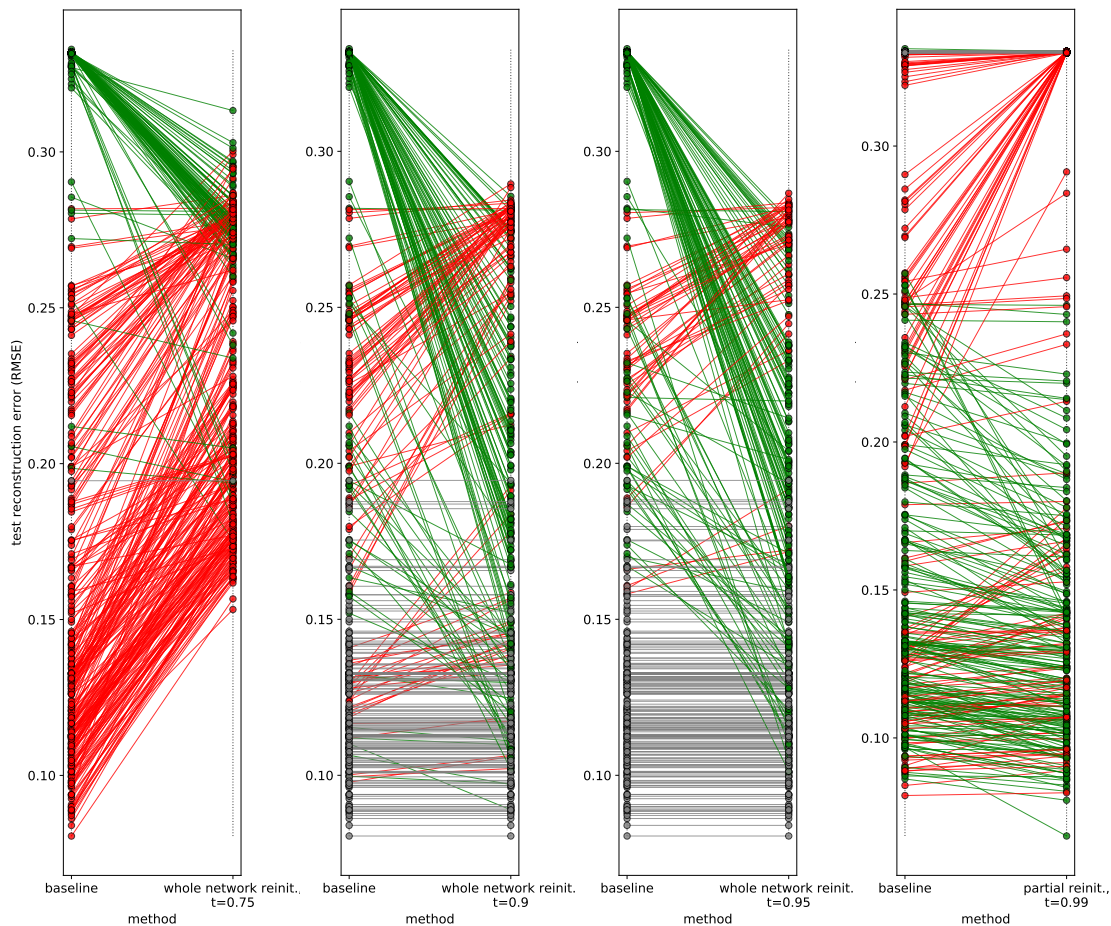 test reconstruction error (RMSE)
0.30
0.25
0.20
0.15
0.10
baseline
whole network reinit.,
t=0.75
method
0.30
0.25
0.20
0.15
0.10
baseline
whole network reinit.
t=0.9
method
0.30
0.25
0.20
0.15
0.10
baseline
whole network reinit.
t=0.95
method
0.30
0.25
0.20
0.15
0.10
baseline
partial reinit.,
t=0.99
method